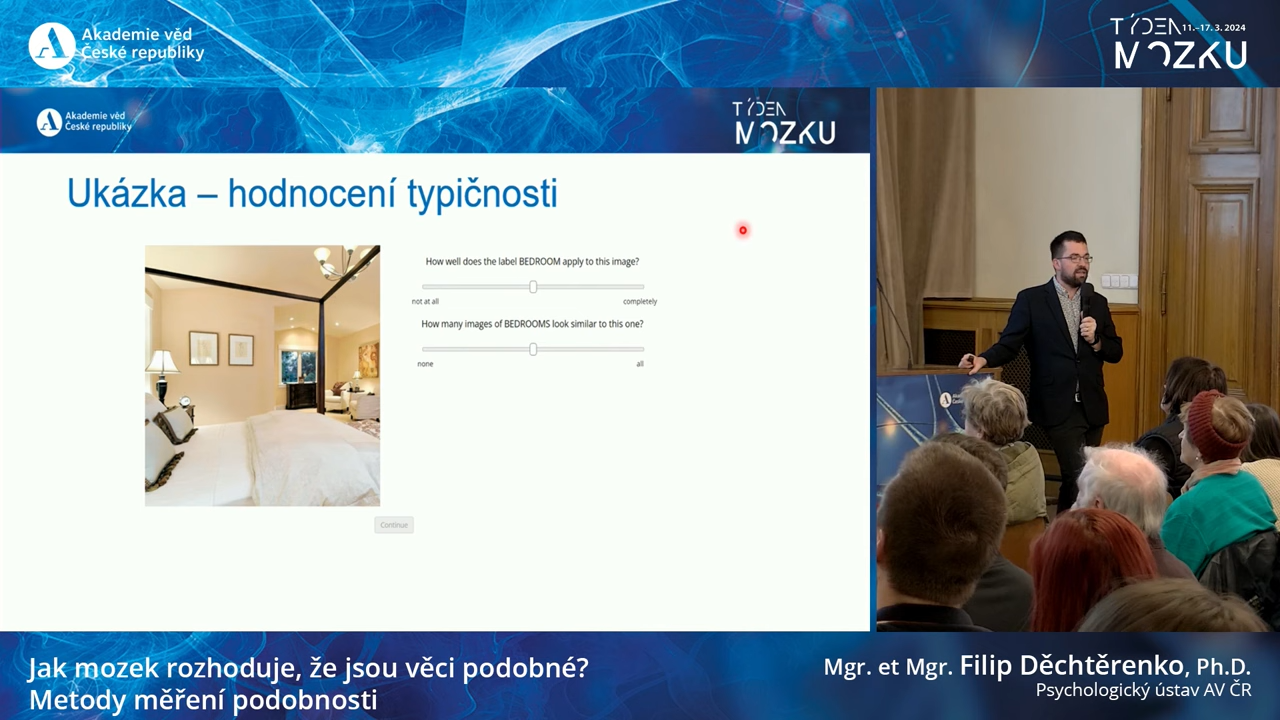 Akademie věd
České republiky
TÝDEN 11.–17. 3. 2024
MOZKU
Akademie věd
České republiky
TÝDEN
MOZKU
Ukázka – hodnocení typičnosti
How well does the label BEDROOM apply to this image?
not at all completely
How many images of BEDROOMS look similar to this one?
none all
Continue
Jak mozek rozhoduje, že jsou věci podobné?
Metody měření podobnosti
Mgr. et Mgr. Filip Děchtěrenko, Ph.D.
Psychologický ústav AV ČR